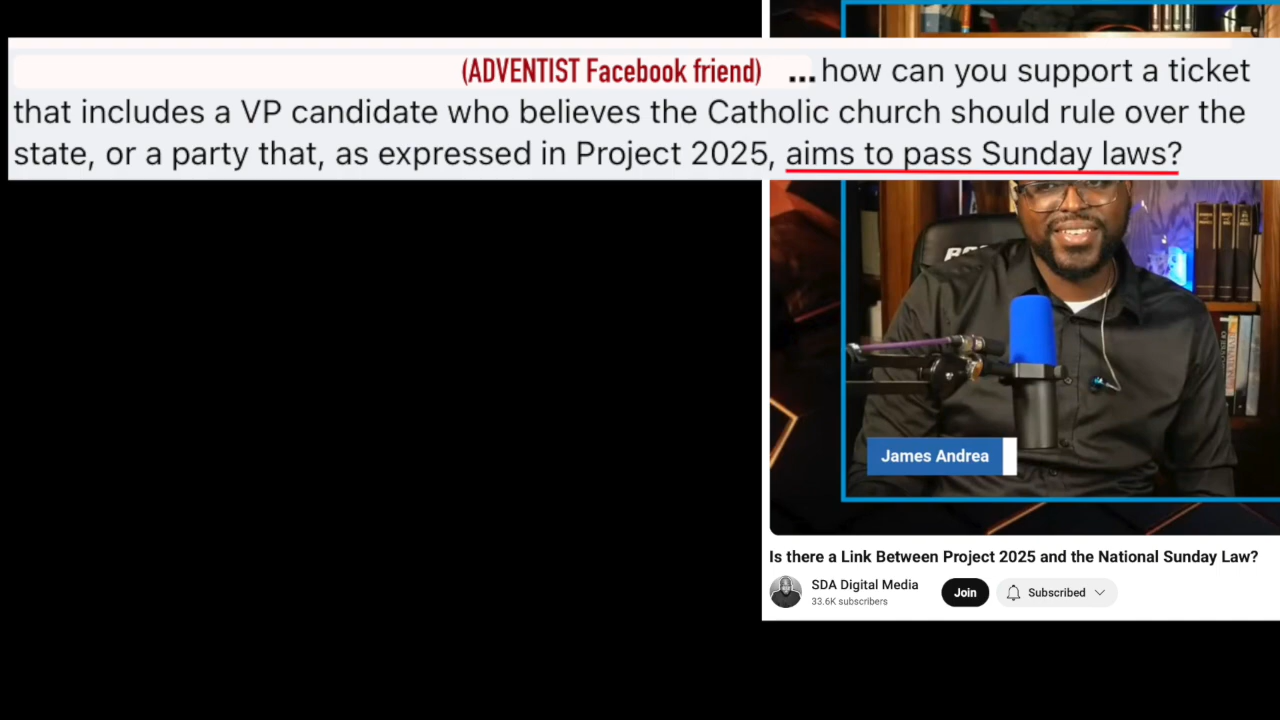 (ADVENTIST Facebook friend) ...how can you support a ticket
that includes a VP candidate who believes the Catholic church should rule over the
state, or a party that, as expressed in Project 2025, aims to pass Sunday laws?
James Andrea
Is there a Link Between Project 2025 and the National Sunday Law?
SDA Digital Media
33.6K subscribers
Join
Subscribed